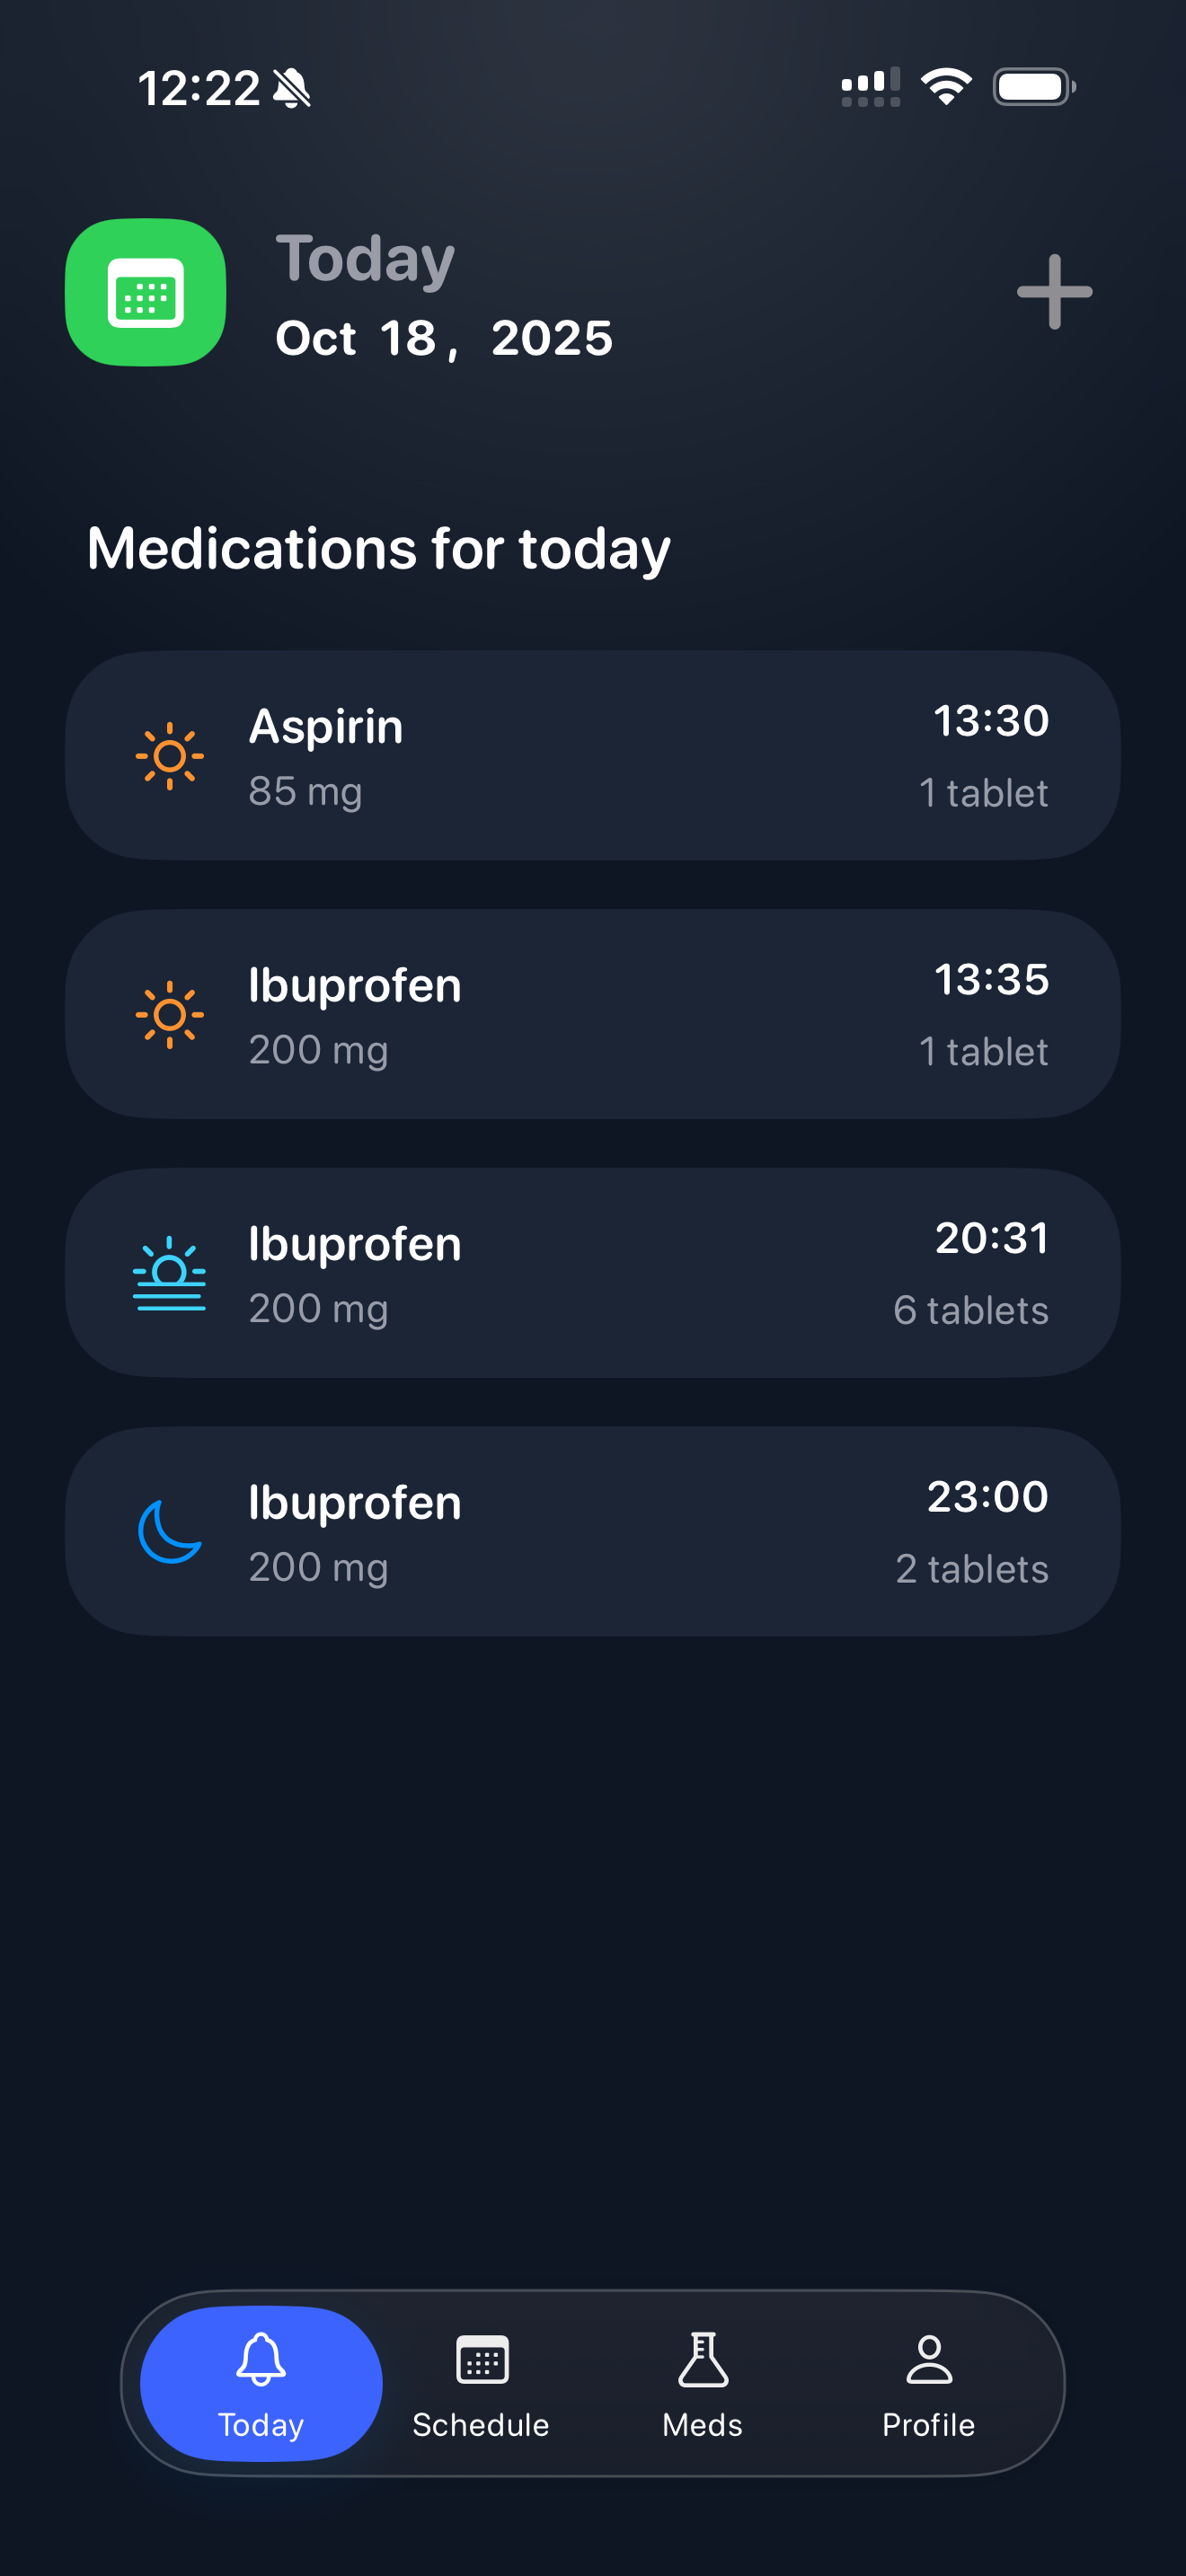 12:22
Today
Oct 18, 2025
Medications for today
Aspirin
13:30
85 mg
1 tablet
Ibuprofen
13:35
200 mg
1 tablet
Ibuprofen
20:31
200 mg
6 tablets
Ibuprofen
23:00
200 mg
2 tablets
Today
Schedule
Meds
Profile